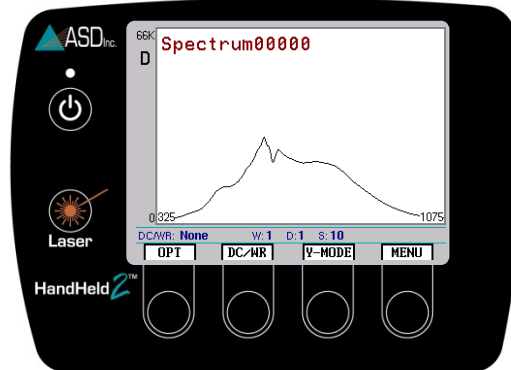 ASD Inc.
66K
D
Spectrum00000
0
325
1075
DC/WR: None W: 1 D: 1 S: 10
OPT DC/WR Y-MODE MENU
Laser
HandHeld 2™